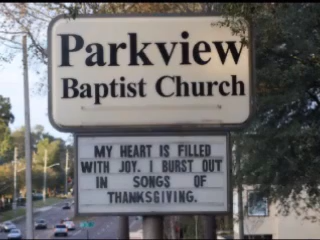 Parkview
Baptist Church
MY HEART IS FILLED
WITH JOY. I BURST OUT
IN SONGS OF
THANKSGIVING.